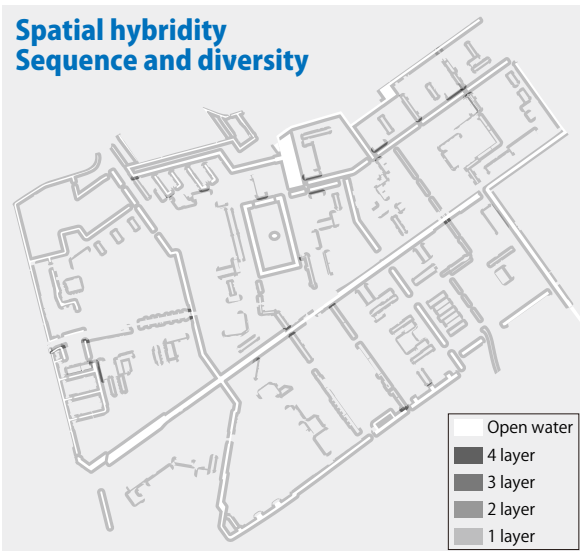 Spatial hybridity
Sequence and diversity
Open water
4 layer
3 layer
2 layer
1 layer